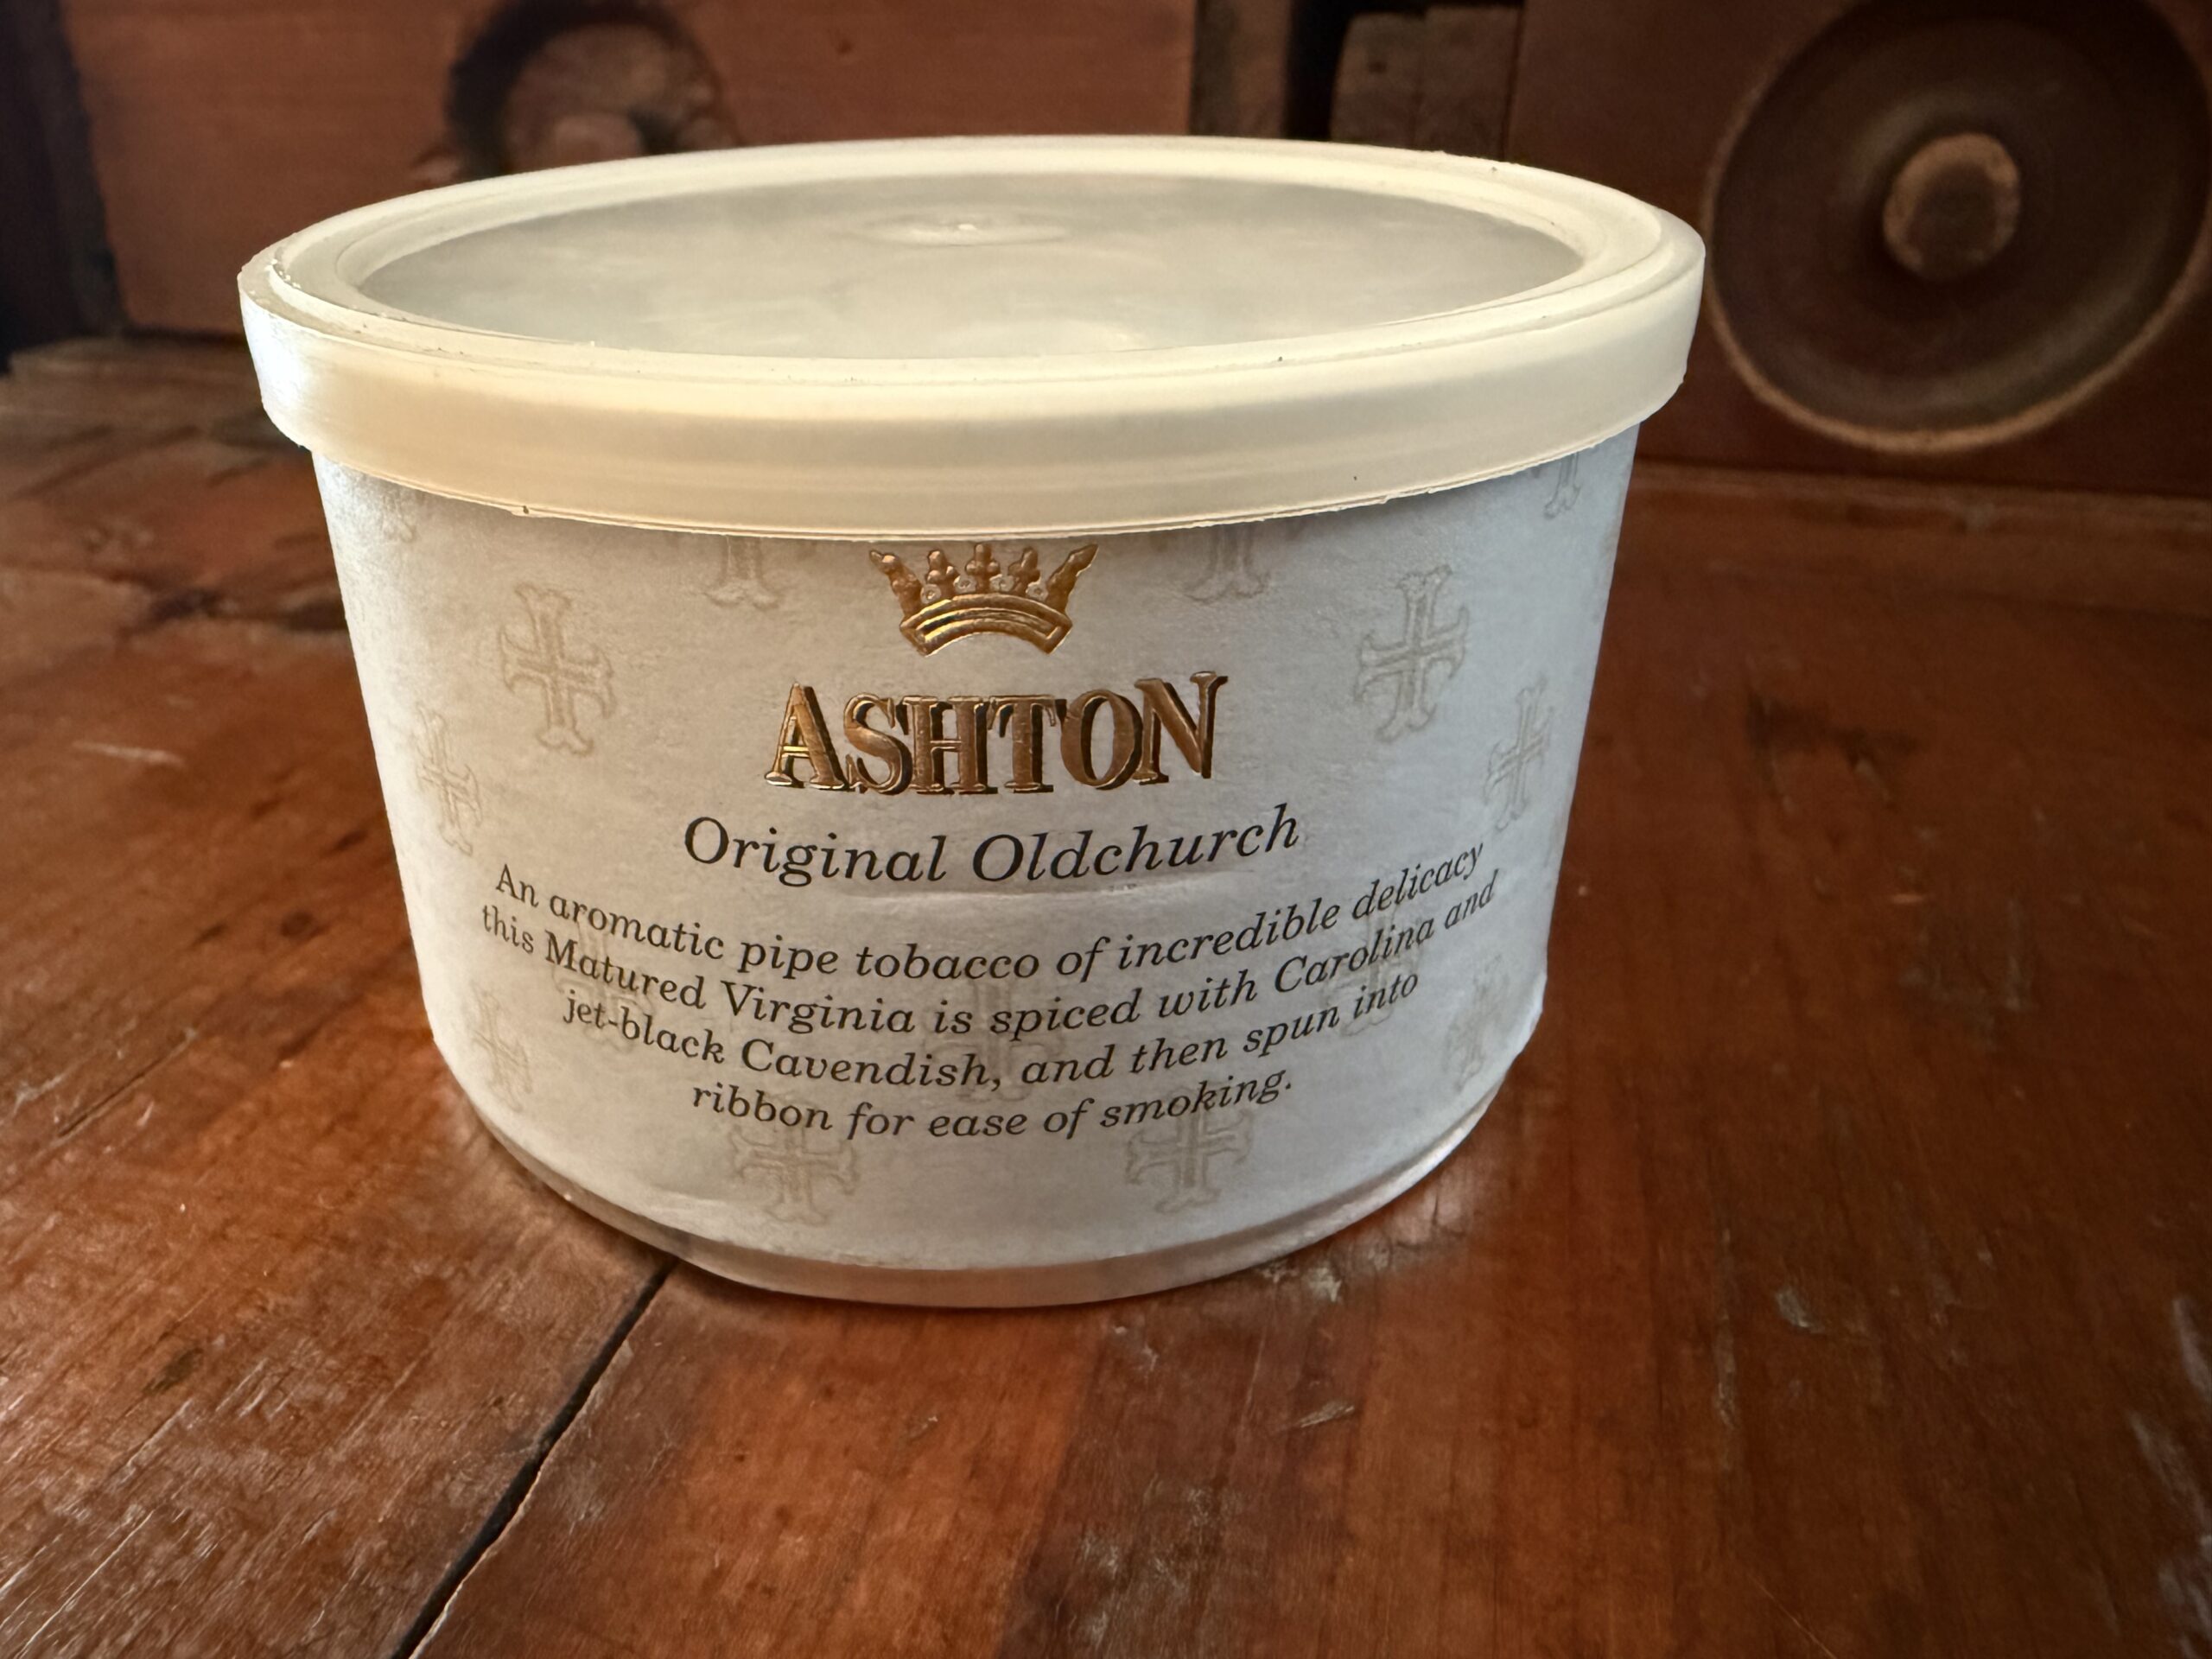 ASHTON
Original Oldchurch
An aromatic pipe tobacco of incredible delicacy
this Matured Virginia is spiced with Carolina and
jet-black Cavendish, and then spun into
ribbon for ease of smoking.